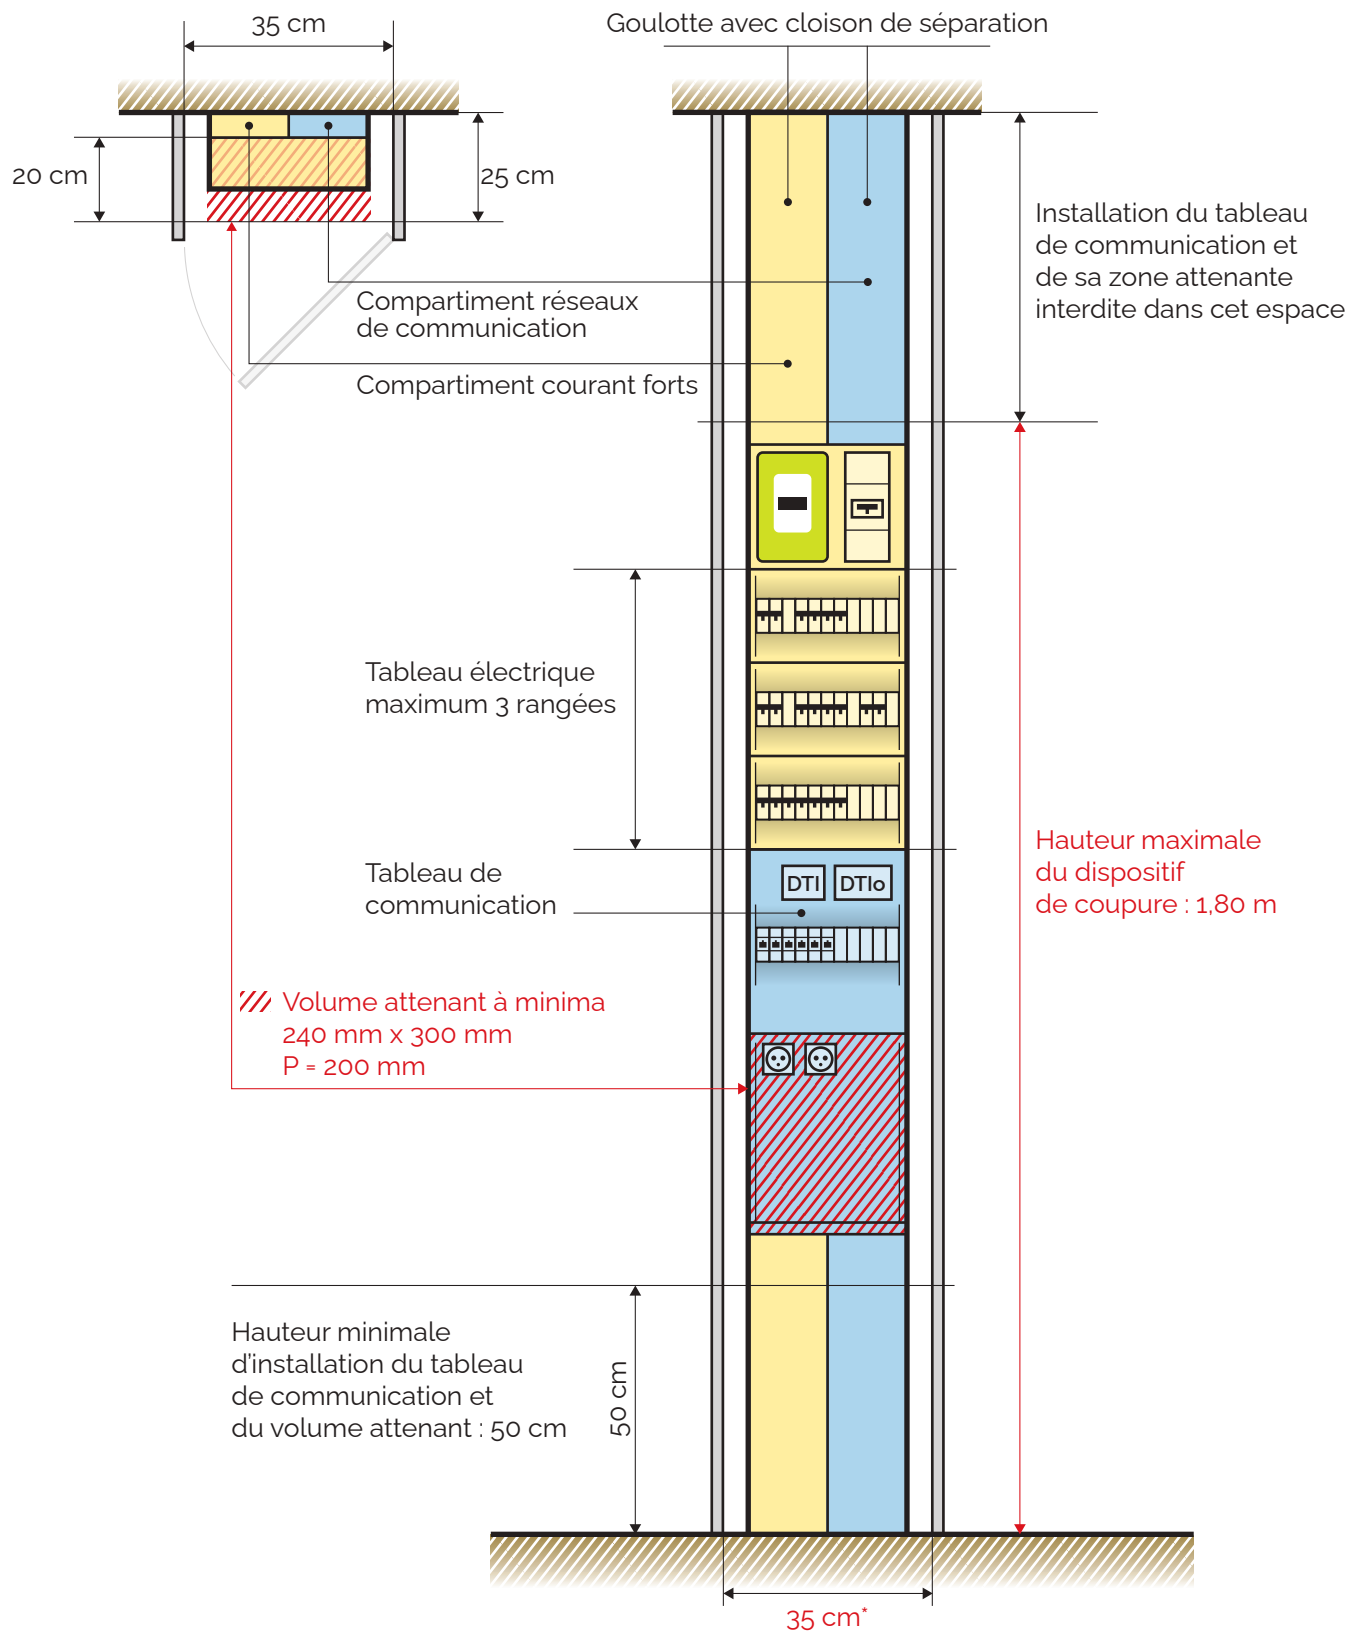 35 cm
Goulotte avec cloison de séparation
20 cm
25 cm
Installation du tableau
de communication et
de sa zone attenante
interdite dans cet espace
Compartiment réseaux
de communication
Compartiment courant forts
Tableau électrique
maximum 3 rangées
Hauteur maximale
du dispositif
de coupure : 1,80 m
Tableau de
communication
DTI
DTIo
Volume attenant à minima
240 mm x 300 mm
P = 200 mm
Hauteur minimale
d'installation du tableau
de communication et
du volume attenant : 50 cm
50 cm
35 cm*